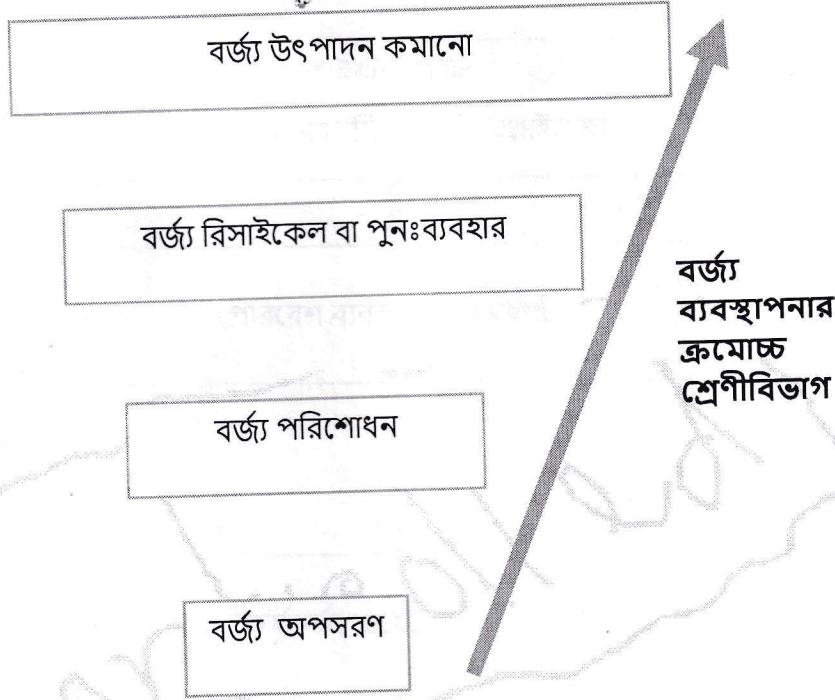 বর্জ্য উৎপাদন কমানো
বর্জ্য রিসাইকেল বা পুনঃব্যবহার
বর্জ্য
ব্যবস্থাপনার
ক্রমোচ্চ
শ্রেণীবিভাগ
বর্জ্য পরিশোধন
বর্জ্য অপসরণ